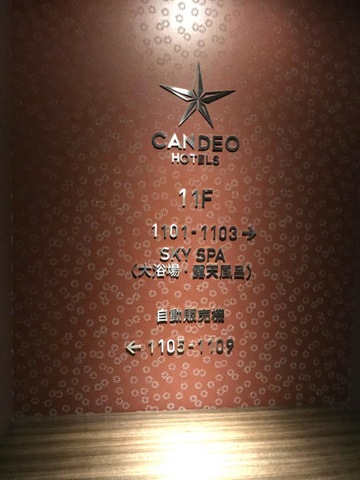 CANDEO
HOTELS
11F
1101-1103→
SKY SPA
(大浴場・露天風呂)
自動販売機
←1105-1109